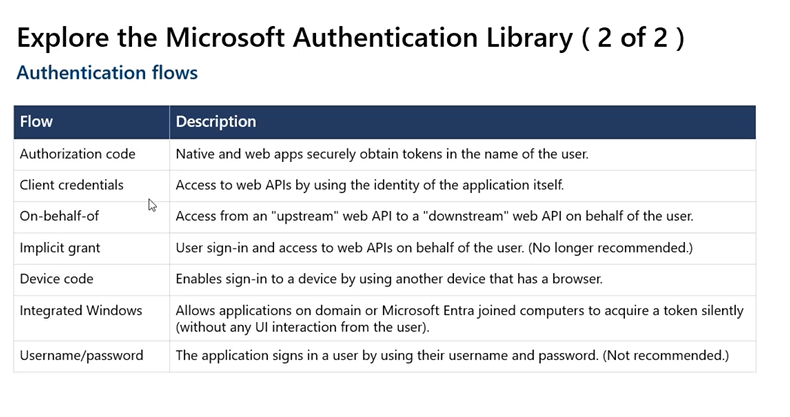 Explore the Microsoft Authentication Library ( 2 of 2 )
Authentication flows
Flow Description
Authorization code Native and web apps securely obtain tokens in the name of the user.
Client credentials Access to web APIs by using the identity of the application itself.
On-behalf-of Access from an "upstream" web API to a "downstream" web API on behalf of the user.
Implicit grant User sign-in and access to web APIs on behalf of the user. (No longer recommended.)
Device code Enables sign-in to a device by using another device that has a browser.
Integrated Windows Allows applications on domain or Microsoft Entra joined computers to acquire a token silently
(without any UI interaction from the user).
Username/password The application signs in a user by using their username and password. (Not recommended.)